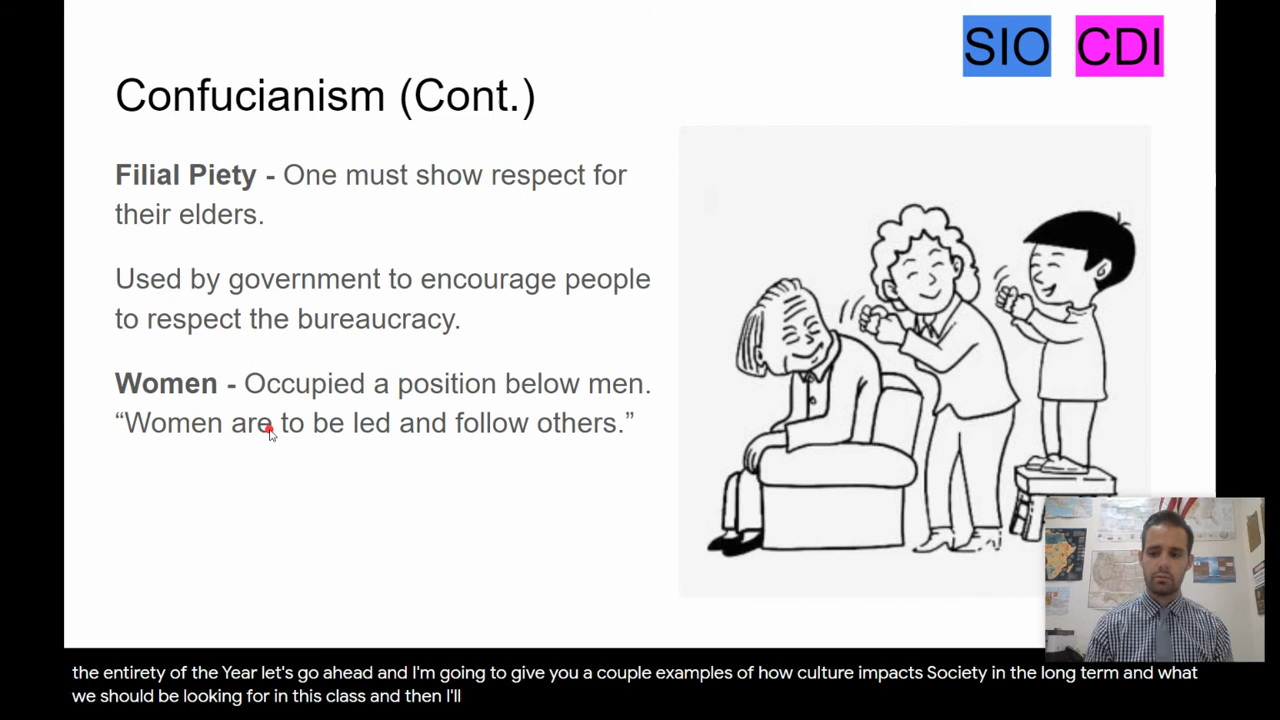 SIO CDI
Confucianism (Cont.)
Filial Piety - One must show respect for
their elders.
Used by government to encourage people
to respect the bureaucracy.
Women - Occupied a position below men.
“Women are to be led and follow others.”
the entirety of the Year let's go ahead and I'm going to give you a couple examples of how culture impacts Society in the long term and what
we should be looking for in this class and then I'll